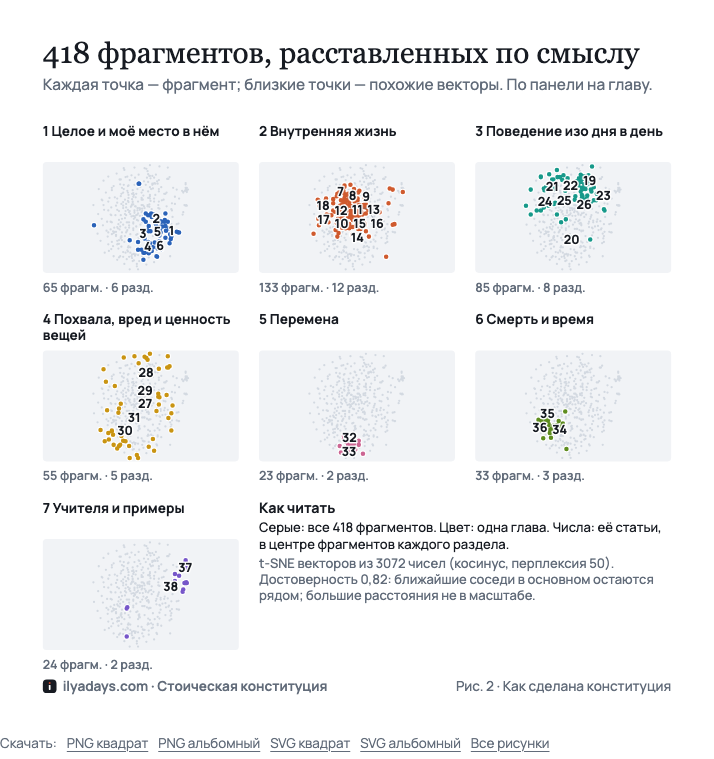 418 фрагментов, расставленных по смыслу
Каждая точка — фрагмент; близкие точки — похожие векторы. По панели на главу.
1 Целое и моё место в нём
2
3 5 1
4 6
65 фрагм. · 6 разд.
2 Внутренняя жизнь
7 8 9
18 12 11 13
17 10 15 16
14
133 фрагм. · 12 разд.
3 Поведение изо дня в день
21 22 19
24 25 26 23
20
85 фрагм. · 8 разд.
4 Похвала, вред и ценность
вещей
28
29
27
31
30
55 фрагм. · 5 разд.
5 Перемена
32
33
23 фрагм. · 2 разд.
6 Смерть и время
35
36 34
33 фрагм. · 3 разд.
7 Учителя и примеры
37
38
24 фрагм. · 2 разд.
Как читать
Серые: все 418 фрагментов. Цвет: одна глава. Числа: её статьи,
в центре фрагментов каждого раздела.
t-SNE векторов из 3072 чисел (косинус, перплексия 50).
Достоверность 0,82: ближайшие соседи в основном остаются
рядом; большие расстояния не в масштабе.
i ilyadays.com · Стоическая конституция
Рис. 2 · Как сделана конституция
Скачать: PNG квадрат PNG альбомный SVG квадрат SVG альбомный Все рисунки